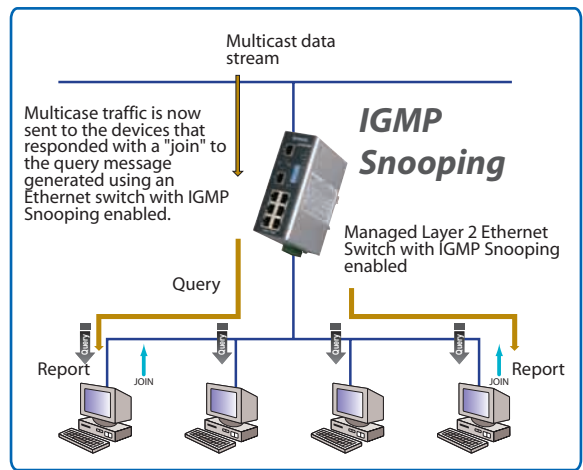 Multicast data
stream
IGMP
Snooping
Multicase traffic is now
sent to the devices that
responded with a "join" to
the query message
generated using an
Ethernet switch with IGMP
Snooping enabled.
Managed Layer 2 Ethernet
Switch with IGMP Snooping
enabled
Query
Query
Query
Query
Query
Report
JOIN
JOIN
Report